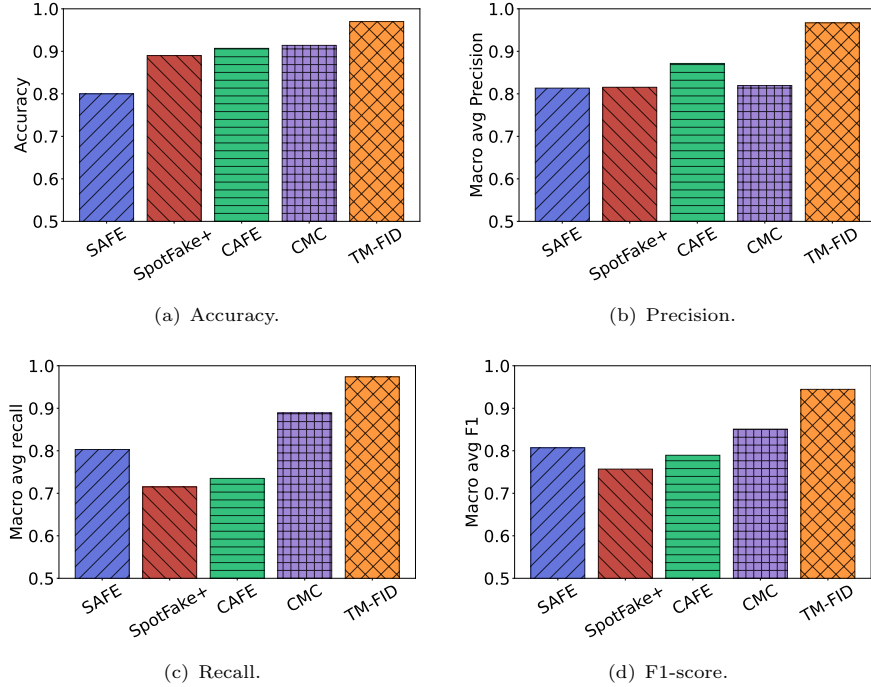 1.0
0.9
0.8
0.7
0.6
0.5
Accuracy
SAFE
SpotFake+
CAFE
CMC
TM-FID
(a) Accuracy.
1.0
0.9
0.8
0.7
0.6
0.5
Macro avg Precision
SAFE
SpotFake+
CAFE
CMC
TM-FID
(b) Precision.
1.0
0.9
0.8
0.7
0.6
0.5
Macro avg recall
SAFE
SpotFake+
CAFE
CMC
TM-FID
(c) Recall.
1.0
0.9
0.8
0.7
0.6
0.5
Macro avg F1
SAFE
SpotFake+
CAFE
CMC
TM-FID
(d) F1-score.